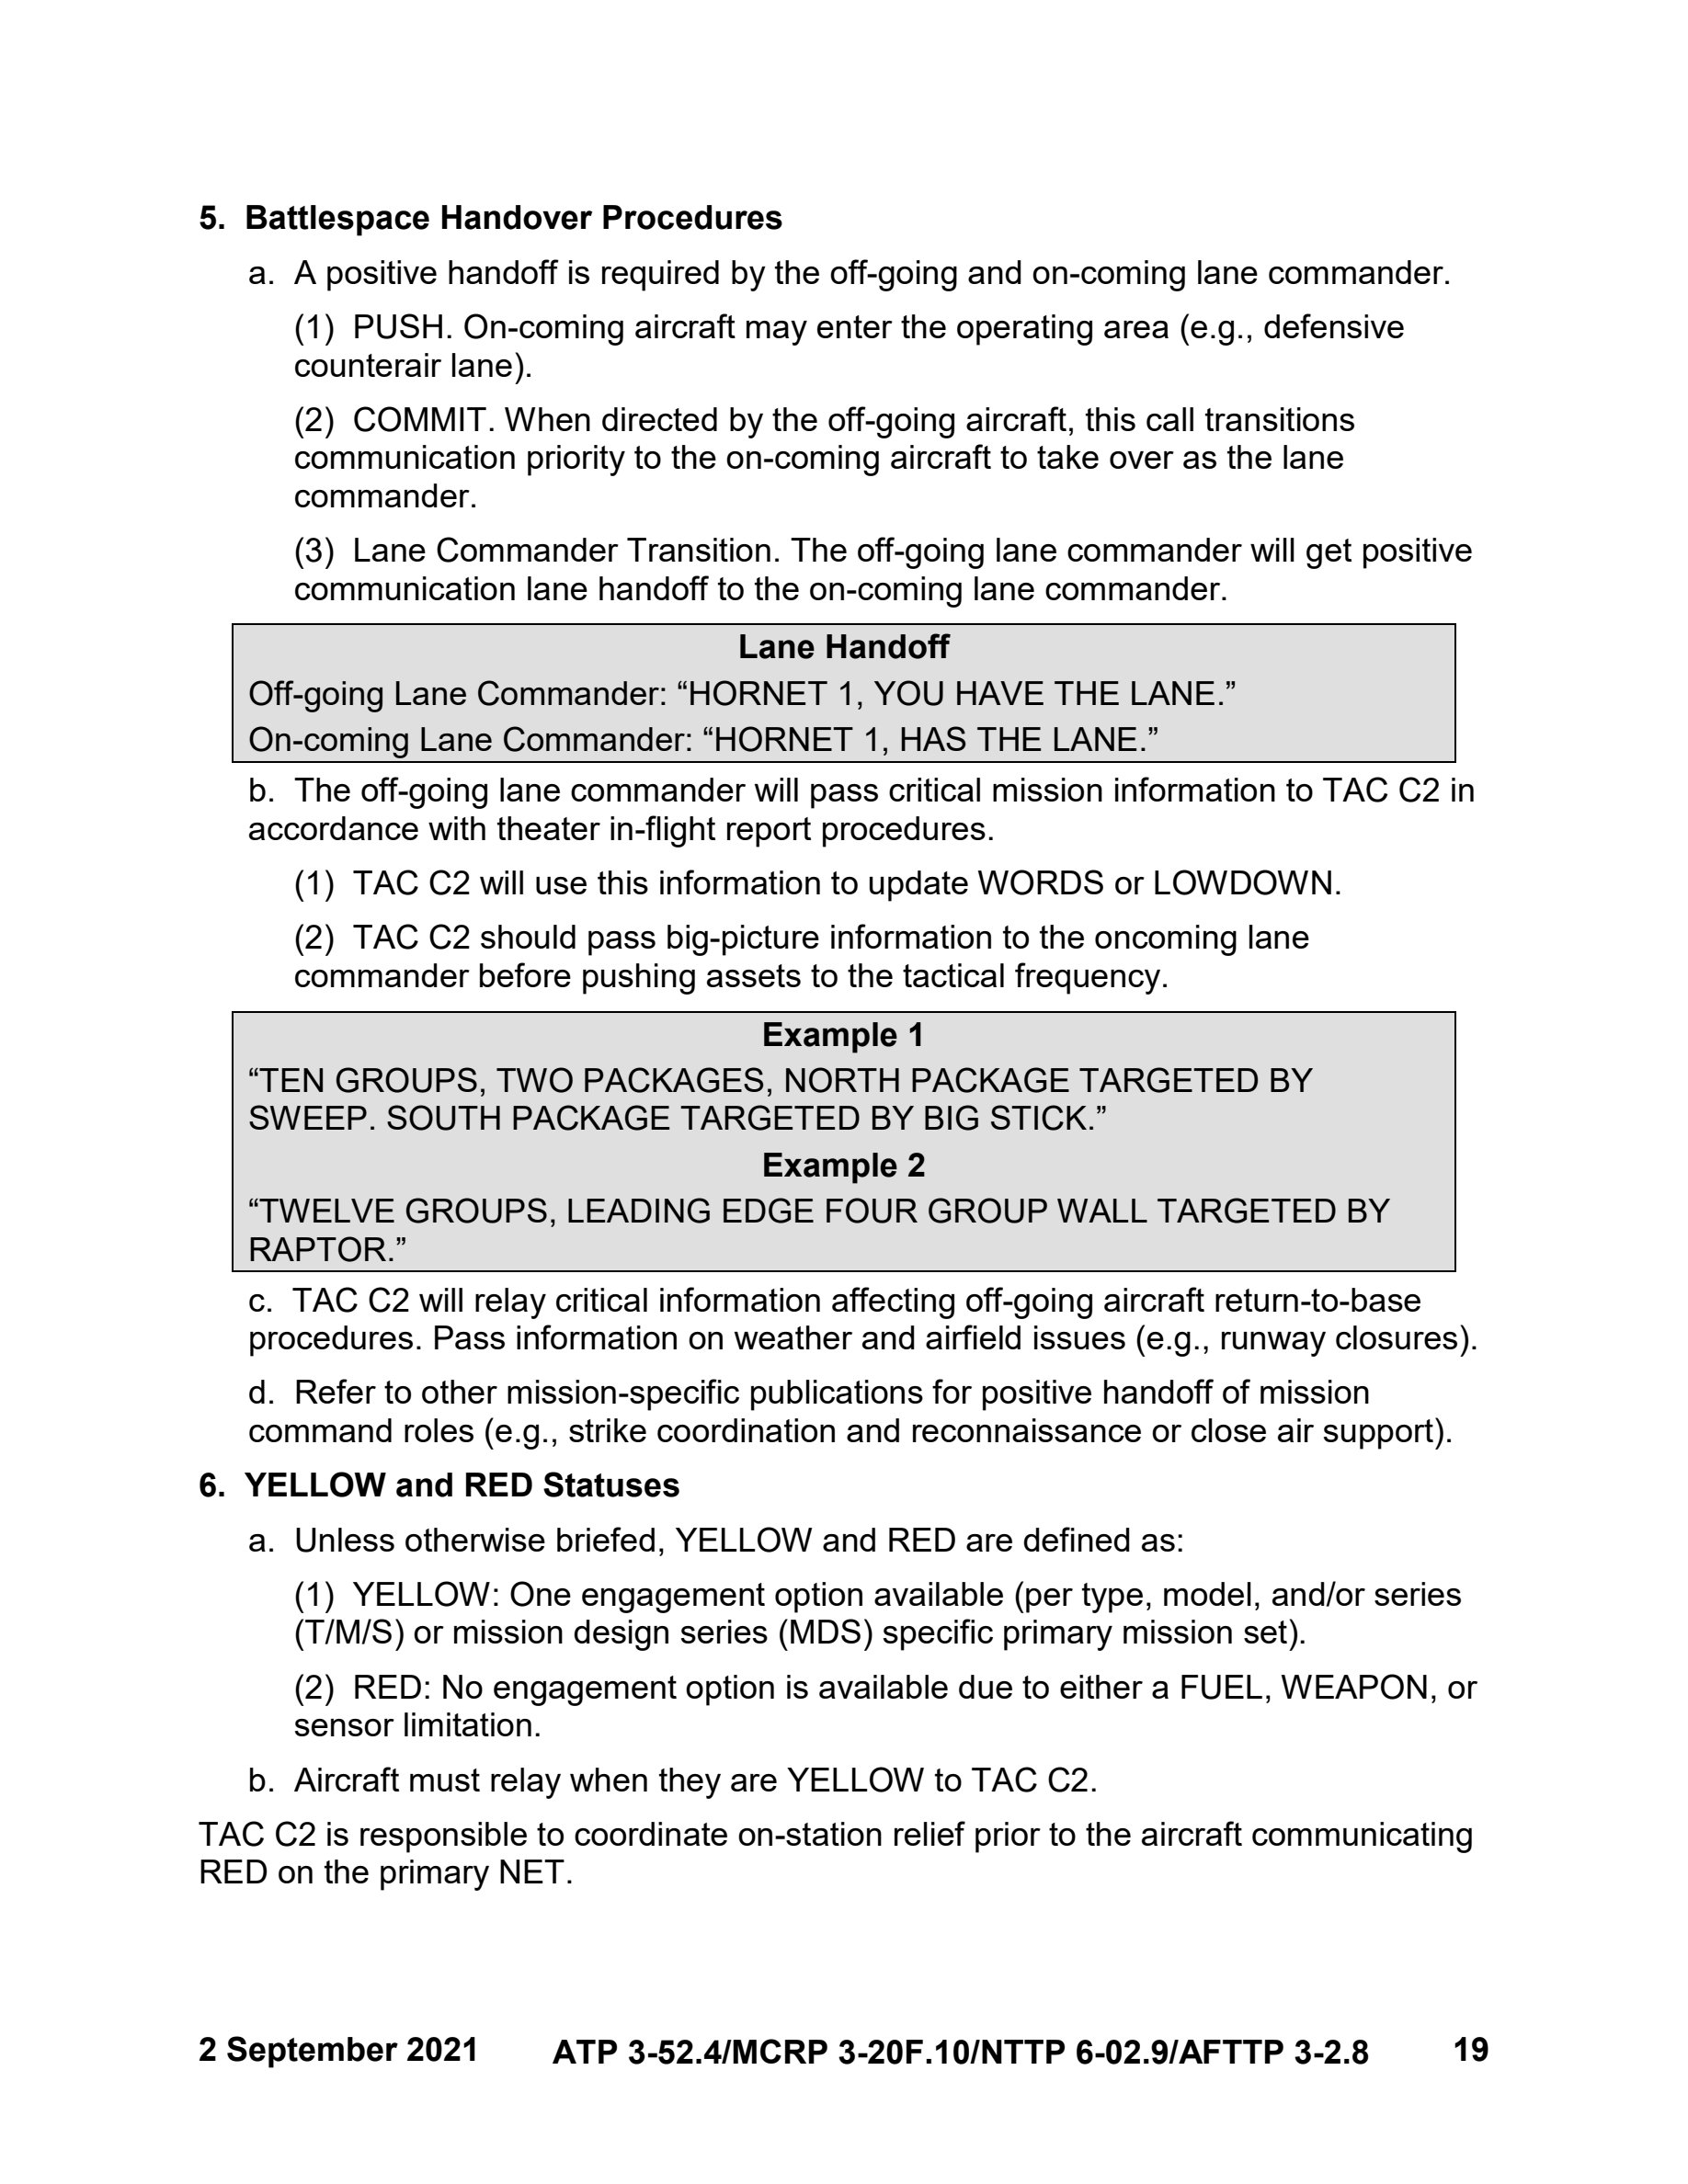 5.  Battlespace Handover Procedures
a.  A positive handoff is required by the off-going and on-coming lane commander.
(1)  PUSH. On-coming aircraft may enter the operating area (e.g., defensive
counterair lane).
(2)  COMMIT. When directed by the off-going aircraft, this call transitions
communication priority to the on-coming aircraft to take over as the lane
commander.
(3)  Lane Commander Transition. The off-going lane commander will get positive
communication lane handoff to the on-coming lane commander.
Lane Handoff
Off-going Lane Commander: “HORNET 1, YOU HAVE THE LANE.”
On-coming Lane Commander: “HORNET 1, HAS THE LANE.”
b.  The off-going lane commander will pass critical mission information to TAC C2 in
accordance with theater in-flight report procedures.
(1)  TAC C2 will use this information to update WORDS or LOWDOWN.
(2)  TAC C2 should pass big-picture information to the oncoming lane
commander before pushing assets to the tactical frequency.
Example 1
“TEN GROUPS, TWO PACKAGES, NORTH PACKAGE TARGETED BY
SWEEP. SOUTH PACKAGE TARGETED BY BIG STICK.”
Example 2
“TWELVE GROUPS, LEADING EDGE FOUR GROUP WALL TARGETED BY
RAPTOR.”
c.  TAC C2 will relay critical information affecting off-going aircraft return-to-base
procedures. Pass information on weather and airfield issues (e.g., runway closures).
d.  Refer to other mission-specific publications for positive handoff of mission
command roles (e.g., strike coordination and reconnaissance or close air support).
6.  YELLOW and RED Statuses
a.  Unless otherwise briefed, YELLOW and RED are defined as:
(1)  YELLOW: One engagement option available (per type, model, and/or series
(T/M/S) or mission design series (MDS) specific primary mission set).
(2)  RED: No engagement option is available due to either a FUEL, WEAPON, or
sensor limitation.
b.  Aircraft must relay when they are YELLOW to TAC C2.
TAC C2 is responsible to coordinate on-station relief prior to the aircraft communicating
RED on the primary NET.
2 September 2021 ATP 3-52.4/MCRP 3-20F.10/NTTP 6-02.9/AFTTP 3-2.8 19